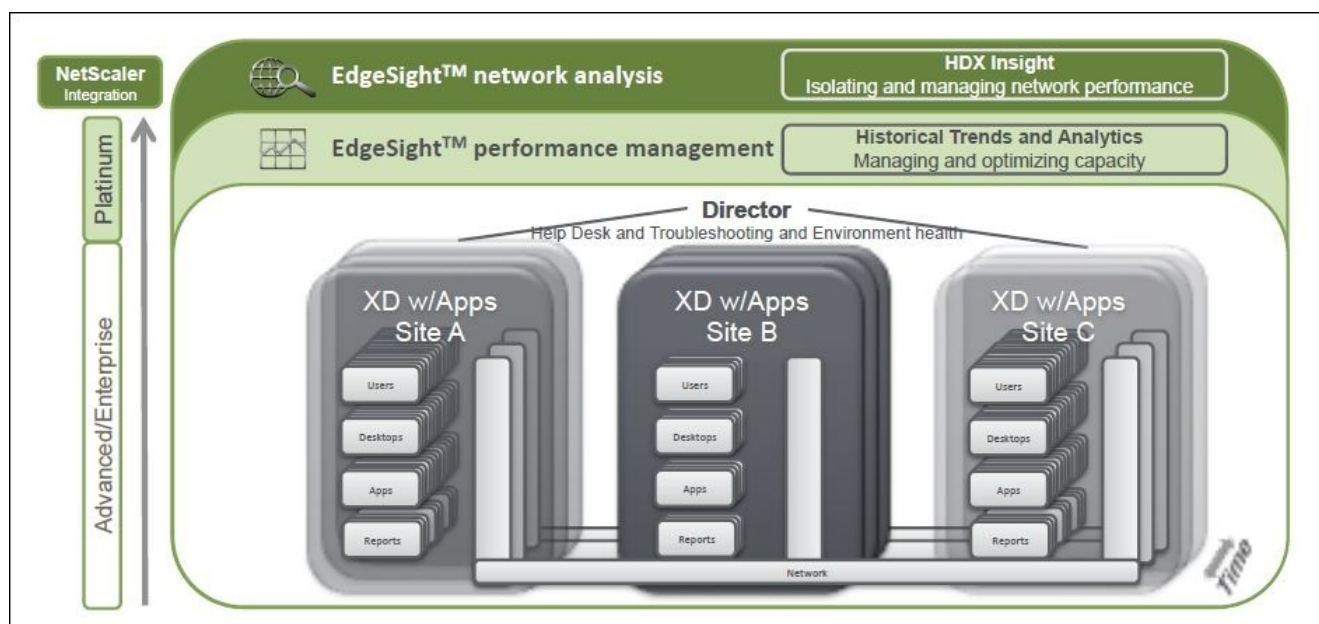 NetScaler
Integration
Platinum
Advanced/Enterprise
EdgeSight™ network analysis
HDX Insight
Isolating and managing network performance
EdgeSight™ performance management
Historical Trends and Analytics
Managing and optimizing capacity
Director
Help Desk and Troubleshooting and Environment health
XD w/Apps
Site A
Users
Desktops
Apps
Reports
XD w/Apps
Site B
Users
Desktops
Apps
Reports
XD w/Apps
Site C
Users
Desktops
Apps
Reports
Network
Time